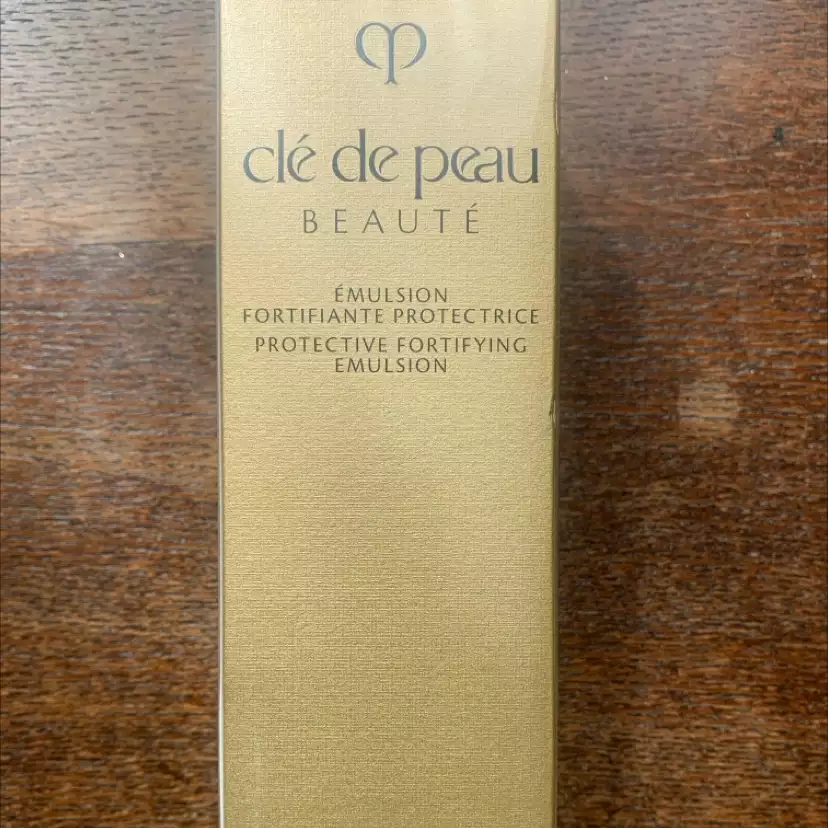 clé de peau
BEAUTÉ
ÉMULSION
FORTIFIANTE PROTECTRICE
PROTECTIVE FORTIFYING
EMULSION